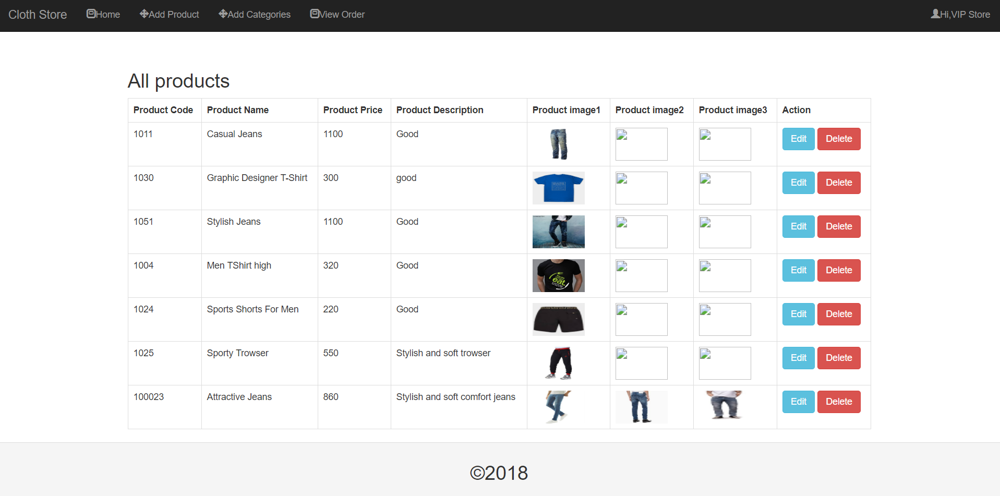 Cloth Store Home Add Product Add Categories View Order Hi,VIP Store
All products
Product Code Product Name Product Price Product Description Product image1 Product image2 Product image3 Action
1011 Casual Jeans 1100 Good Edit Delete
1030 Graphic Designer T-Shirt 300 good Edit Delete
1051 Stylish Jeans 1100 Good Edit Delete
1004 Men TShirt high 320 Good eat Edit Delete
1024 Sports Shorts For Men 220 Good Edit Delete
1025 Sporty Trowser 550 Stylish and soft trowser Edit Delete
100023 Attractive Jeans 860 Stylish and soft comfort jeans Edit Delete
©2018